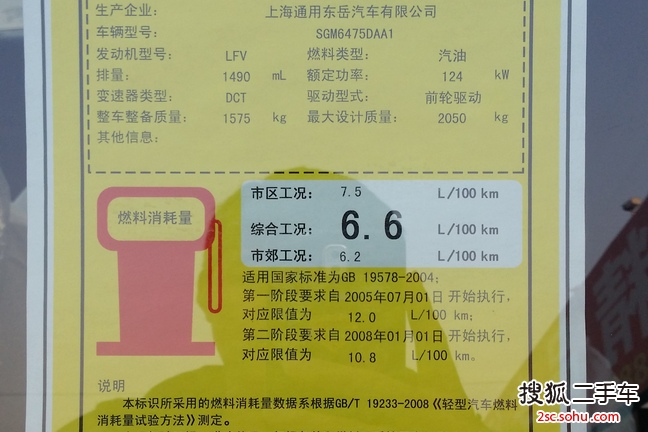 生产企业: 上海通用东岳汽车有限公司
车辆型号: SGM6475DAA1
发动机型号: LFV 燃料类型: 汽油
排量: 1490 mL 额定功率: 124 kW
变速器类型: DCT 驱动型式: 前轮驱动
整车整备质量: 1575 kg 最大设计质量: 2050 kg
其他信息:
燃料消耗量
市区工况: 7.5 L/100 km
综合工况: 6.6 L/100 km
市郊工况: 6.2 L/100 km
适用国家标准为GB 19578-2004;
第一阶段要求自2005年07月01日开始执行,
对应限值为 12.0 L/100 km;
第二阶段要求自2008年01月01日开始执行,
对应限值为 10.8 L/100 km。
说明
本标识所采用的燃料消耗量数据系根据GB/T 19233-2008《轻型汽车燃料
消耗量试验方法》测定。
搜狐二手车
2sc.sohu.com